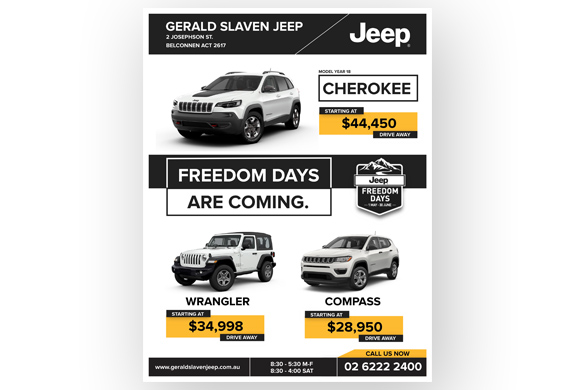 GERALD SLAVEN JEEP
2 JOSEPHSON ST.
BELCONNEN ACT 2617
Jeep
MODEL YEAR 18
CHEROKEE
STARTING AT
$44,450
DRIVE AWAY
FREEDOM DAYS
ARE COMING.
Jeep
FREEDOM
DAYS
WRANGLER
STARTING AT
$34,998
DRIVE AWAY
COMPASS
STARTING AT
$28,950
DRIVE AWAY
www.geraldslavenjeep.com.au
8:30 - 5:30 M-F
8:30 - 4:00 SAT
CALL US NOW
02 6222 2400